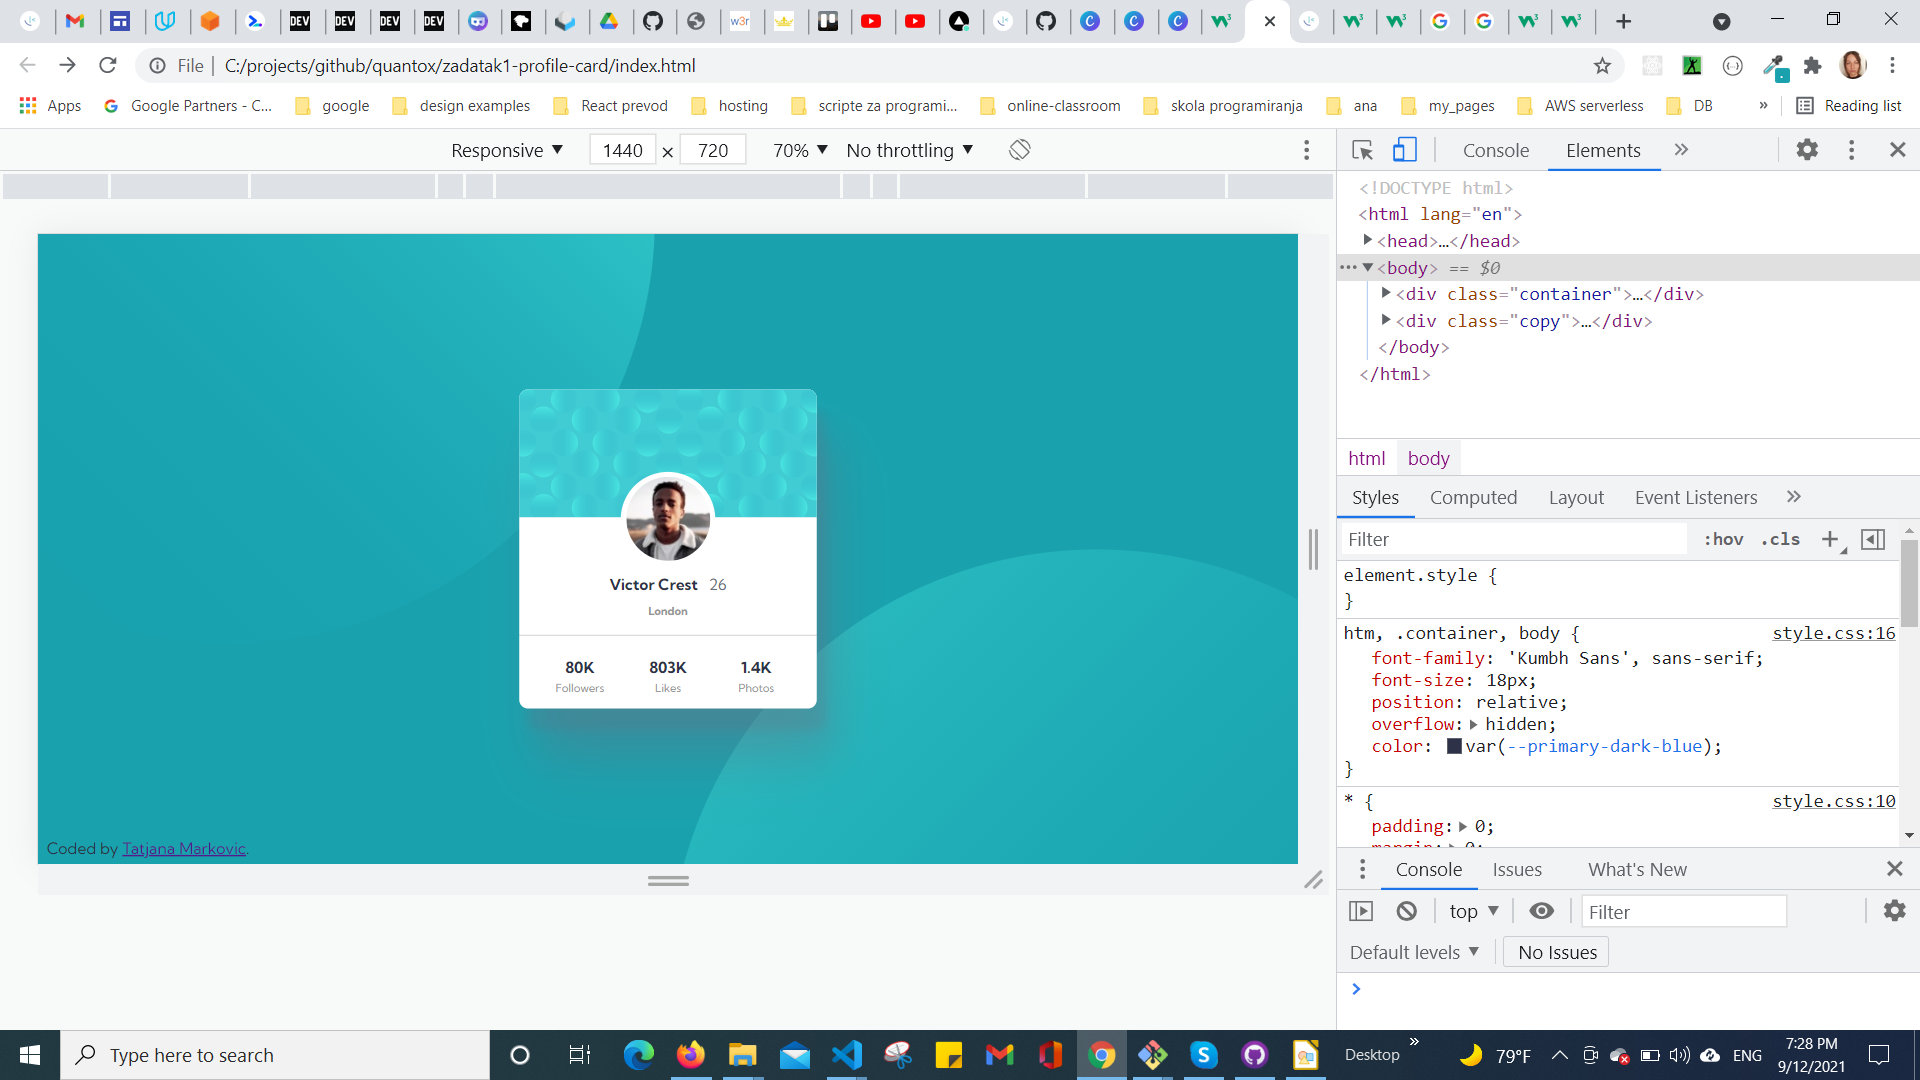 File
C:/projects/github/quantox/zadatak1-profile-card/index.html
Apps
Google Partners - C...
google
design examples
React prevod
hosting
scripte za programi...
online-classroom
skola programiranja
ana
my_pages
AWS serverless
DB
»
Reading list
Responsive ▼
1440 × 720
70% ▼
No throttling ▼
Console
Elements
<!DOCTYPE html>
<html lang="en">
<head>…</head>
<body> == $0
<div class="container">…</div>
<div class="copy">…</div>
</body>
</html>
html
body
Styles
Computed
Layout
Event Listeners
Filter
:hov
.cls
element.style {
}
htm, .container, body {
style.css:16
font-family: 'Kumbh Sans', sans-serif;
font-size: 18px;
position: relative;
overflow: hidden;
color: var(--primary-dark-blue);
}
* {
style.css:10
padding: 0;
margin: 0;
Console
Issues
What's New
top ▼
Filter
Default levels ▼
No Issues
Victor Crest 26
London
80K
803K
1.4K
Followers
Likes
Photos
Coded by Tatjana Markovic.
Type here to search
Desktop
79°F
ENG
7:28 PM
9/12/2021
DEV
DEV
DEV
DEV
w3r